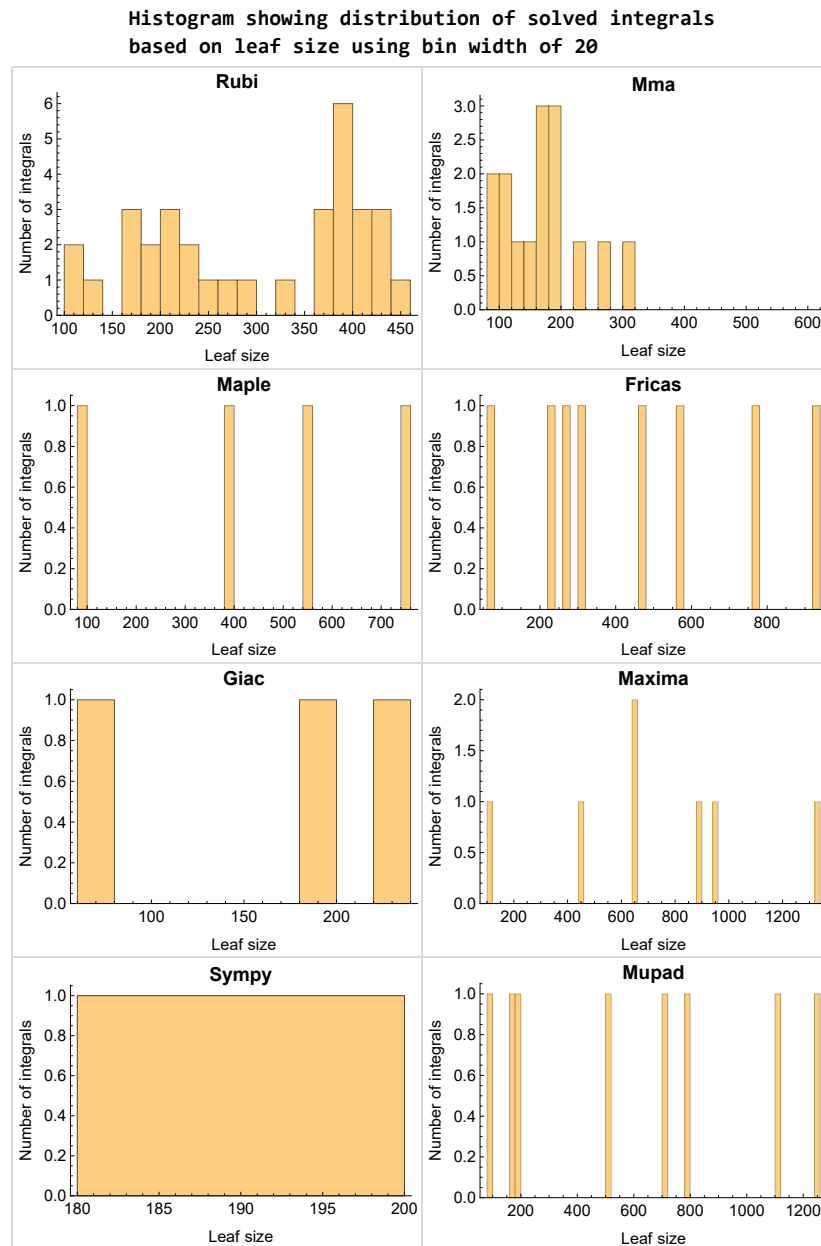 Histogram showing distribution of solved integrals
based on leaf size using bin width of 20
Rubi
Number of integrals
0
1
2
3
4
5
6
100 150 200 250 300 350 400 450
Leaf size
Mma
Number of integrals
0.0
0.5
1.0
1.5
2.0
2.5
3.0
100 200 300 400 500 600
Leaf size
Maple
Number of integrals
0.0
0.2
0.4
0.6
0.8
1.0
100 200 300 400 500 600 700
Leaf size
Fricas
Number of integrals
0.0
0.2
0.4
0.6
0.8
1.0
200 400 600 800
Leaf size
Giac
Number of integrals
0.0
0.2
0.4
0.6
0.8
1.0
100 150 200
Leaf size
Maxima
Number of integrals
0.0
0.5
1.0
1.5
2.0
200 400 600 800 1000 1200
Leaf size
Sympy
Number of integrals
0.0
0.2
0.4
0.6
0.8
1.0
180 185 190 195 200
Leaf size
Mupad
Number of integrals
0.0
0.2
0.4
0.6
0.8
1.0
200 400 600 800 1000 1200
Leaf size